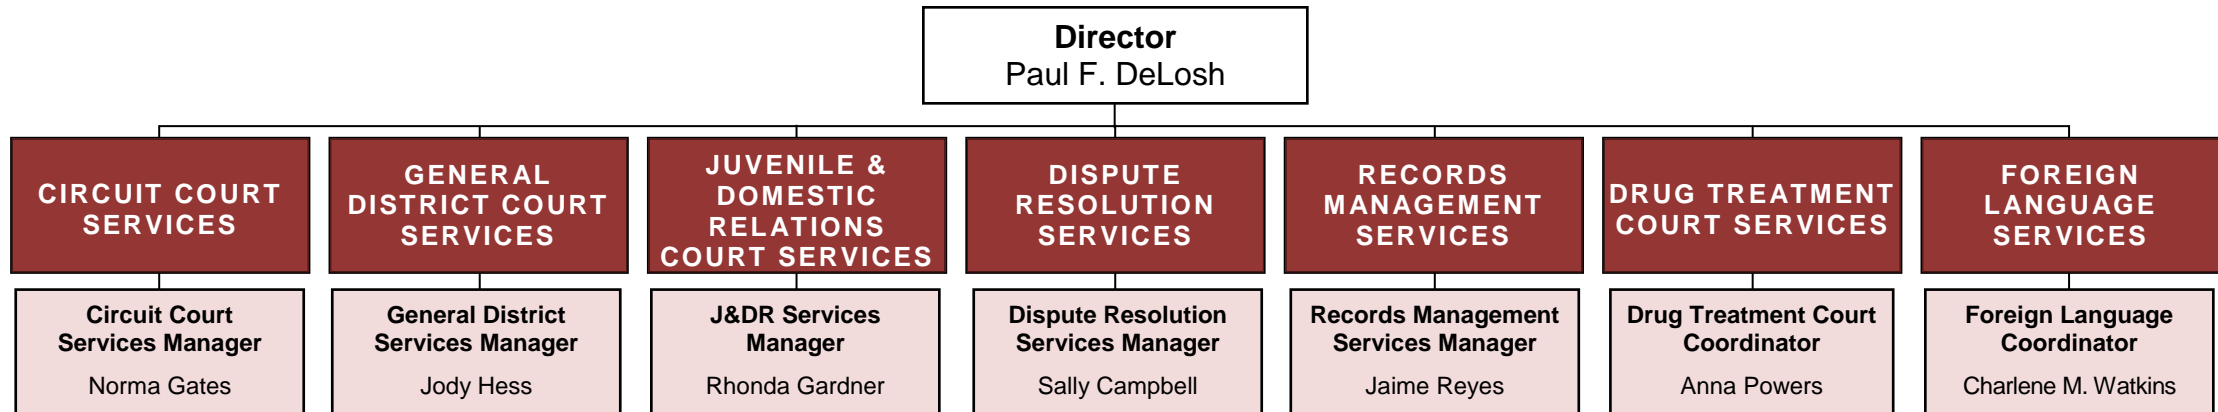 Director
Paul F. DeLosh
CIRCUIT COURT
SERVICES
GENERAL
DISTRICT COURT
SERVICES
JUVENILE &
DOMESTIC
RELATIONS
COURT SERVICES
DISPUTE
RESOLUTION
SERVICES
RECORDS
MANAGEMENT
SERVICES
DRUG TREATMENT
COURT SERVICES
FOREIGN
LANGUAGE
SERVICES
Circuit Court
Services Manager
Norma Gates
General District
Services Manager
Jody Hess
J&DR Services
Manager
Rhonda Gardner
Dispute Resolution
Services Manager
Sally Campbell
Records Management
Services Manager
Jaime Reyes
Drug Treatment Court
Coordinator
Anna Powers
Foreign Language
Coordinator
Charlene M. Watkins